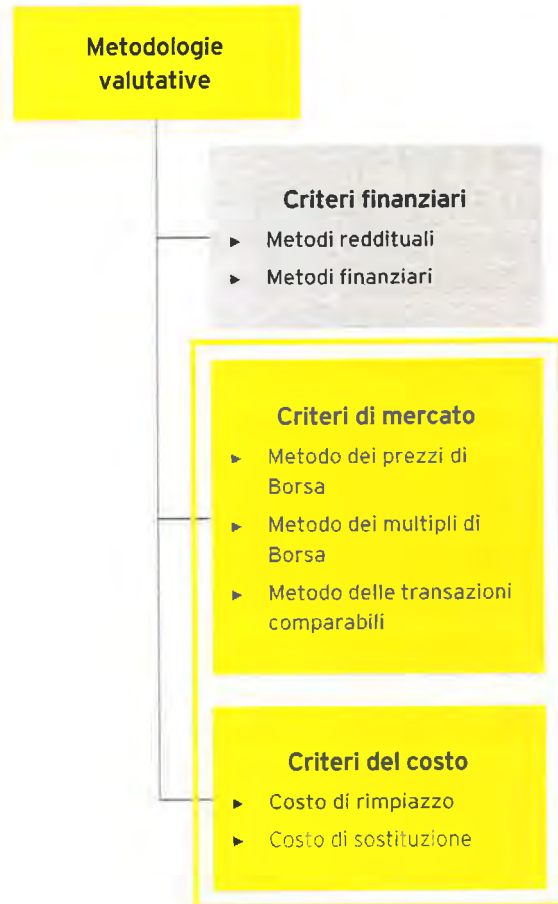 Metodologie
valutative
Criteri finanziari
► Metodi reddituali
► Metodi finanziari
Criteri di mercato
► Metodo dei prezzi di
Borsa
► Metodo dei multipli di
Borsa
► Metodo delle transazioni
comparabili
Criteri del costo
► Costo di rimpiazzo
► Costo di sostituzione